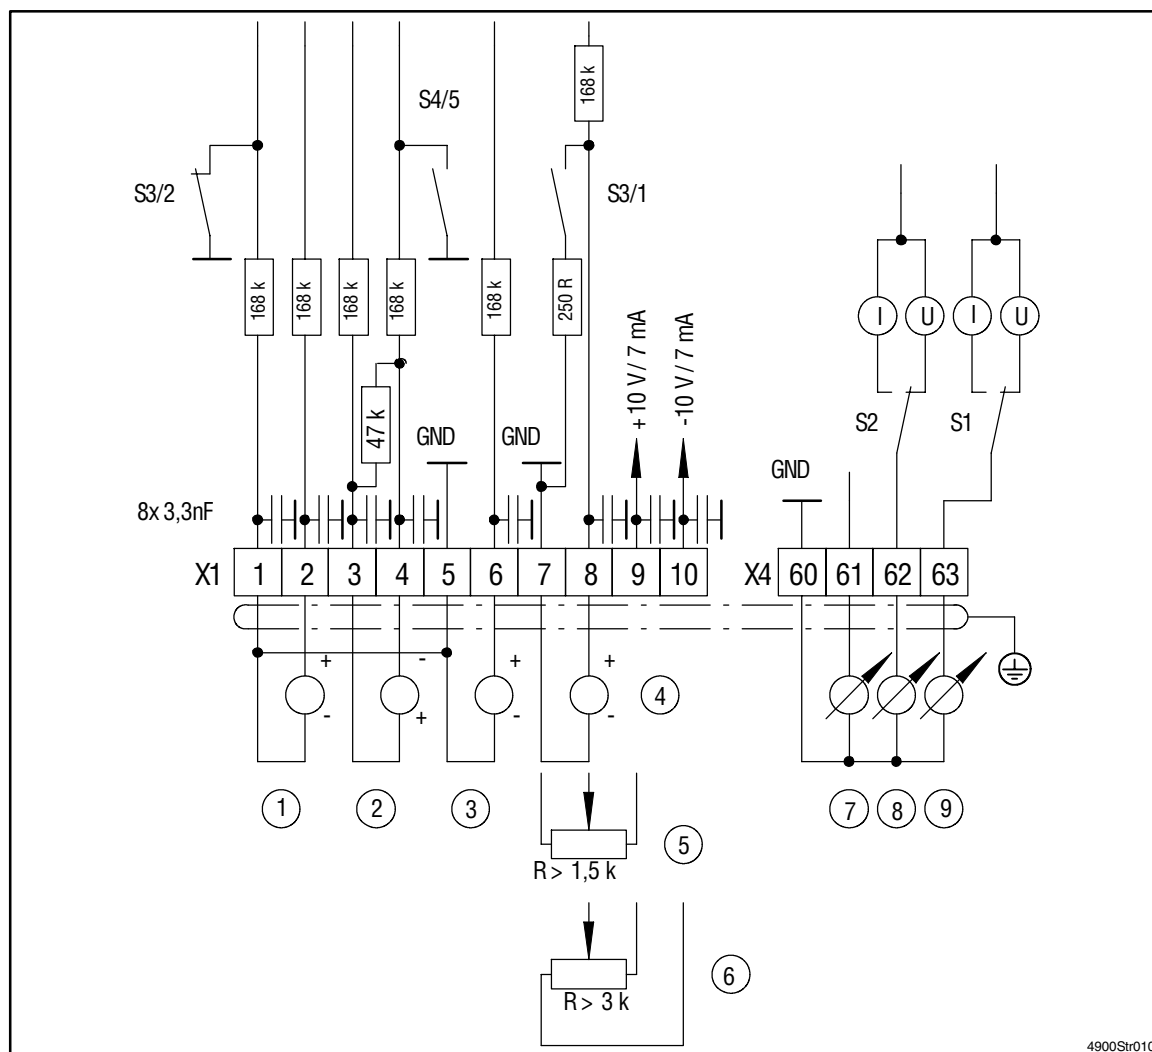 168 k
S4/5
S3/2
S3/1
168 k
168 k
168 k
168 k
168 k
250 R
I
U
I
U
+10 V / 7 mA
-10 V / 7 mA
47 k
S2
S1
GND
GND
GND
8x 3,3nF
X1
1
2
3
4
5
6
7
8
9
10
X4
60
61
62
63
+
-
+
+
-
+
-
-
4
1
2
3
7
8
9
5
R > 1,5 k
6
R > 3 k
4900Str010